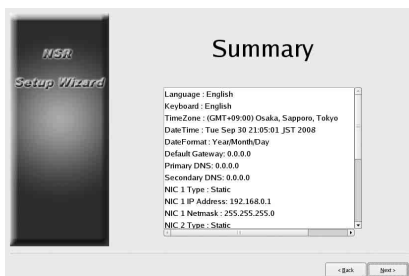 NSR
Setup Wizard
Summary
Language : English
Keyboard : English
TimeZone : (GMT+09:00) Osaka, Sapporo, Tokyo
DateTime : Tue Sep 30 21:05:01 JST 2008
DateFormat : Year/Month/Day
Default Gateway: 0.0.0.0
Primary DNS: 0.0.0.0
Secondary DNS: 0.0.0.0
NIC 1 Type : Static
NIC 1 IP Address: 192.168.0.1
NIC 1 Netmask : 255.255.255.0
NIC 2 Type : Static
< Back
Next >